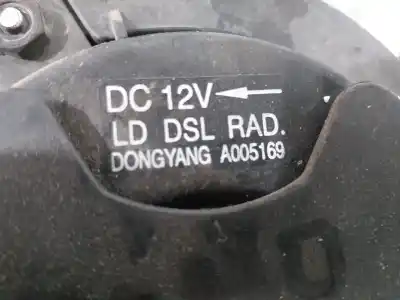 DC 12V ←
LD DSL RAD.
DONGYANG A005169